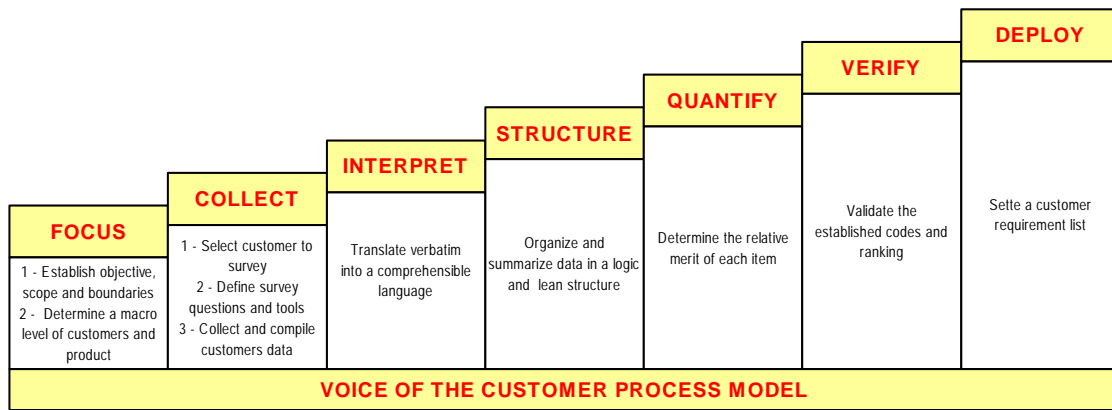 FOCUS
1 - Establish objective,
scope and boundaries
2 - Determine a macro
level of customers and
product
COLLECT
1 - Select customer to
survey
2 - Define survey
questions and tools
3 - Collect and compile
customers data
INTERPRET
Translate verbatim
into a comprehensible
language
STRUCTURE
Organize and
summarize data in a logic
and lean structure
QUANTIFY
Determine the relative
merit of each item
VERIFY
Validate the
established codes and
ranking
DEPLOY
Sette a customer
requirement list
VOICE OF THE CUSTOMER PROCESS MODEL